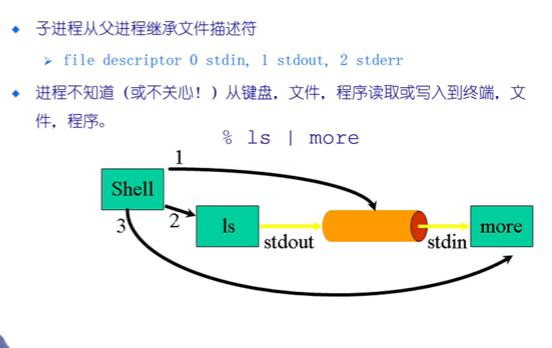 子进程从父进程继承文件描述符
file descriptor 0 stdin, 1 stdout, 2 stderr
进程不知道（或不关心！）从键盘，文件，程序读取或写入到终端，文
件，程序。
% ls | more
1
Shell
3
2
ls
stdout
stdin
more